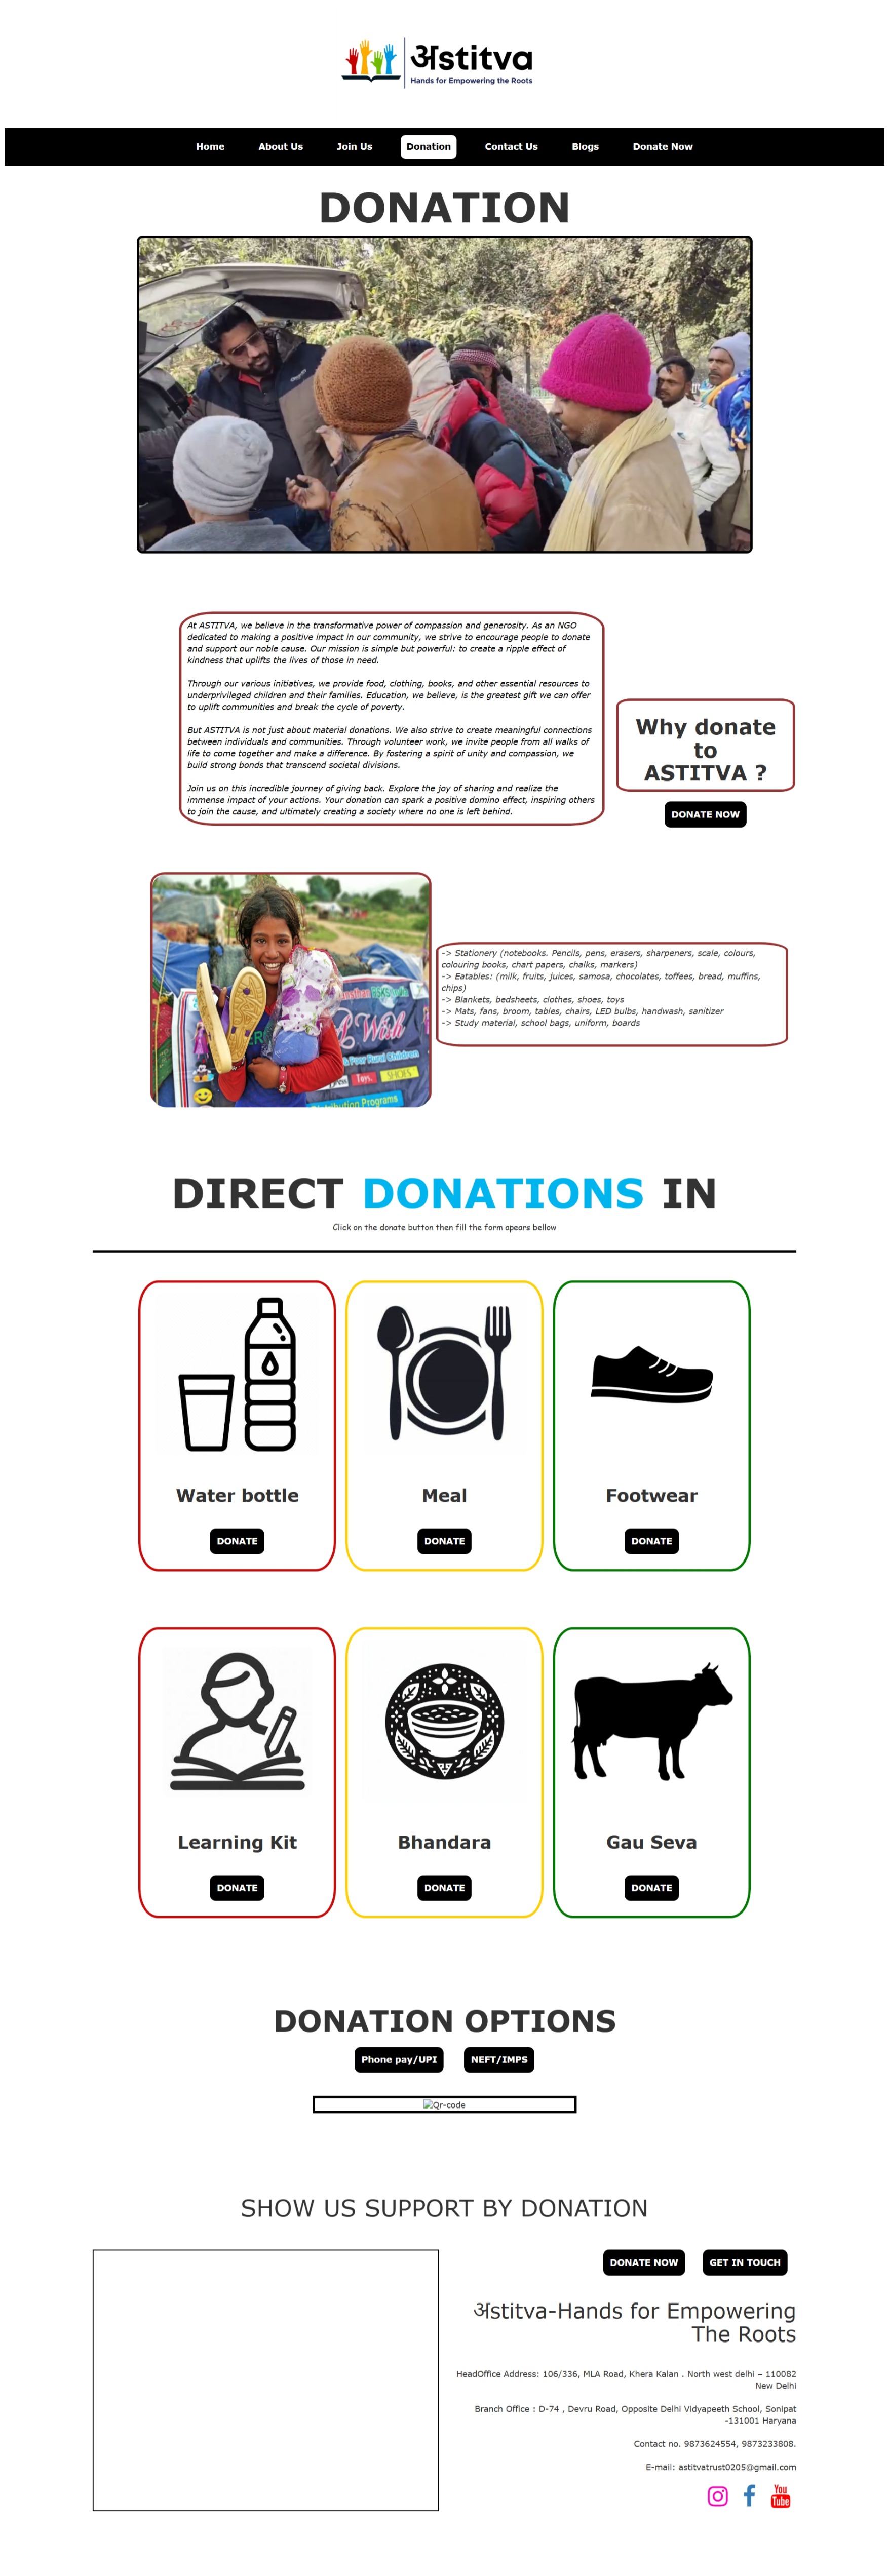 अstitva
Hands for Empowering the Roots
Home About Us Join Us Donation Contact Us Blogs Donate Now
DONATION
At ASTITVA, we believe in the transformative power of compassion and generosity. As an NGO
dedicated to making a positive impact in our community, we strive to encourage people to donate
and support our noble cause. Our mission is simple but powerful: to create a ripple effect of
kindness that uplifts the lives of those in need.
Through our various initiatives, we provide food, clothing, books, and other essential resources to
underprivileged children and their families. Education, we believe, is the greatest gift we can offer
to uplift communities and break the cycle of poverty.
But ASTITVA is not just about material donations. We also strive to create meaningful connections
between individuals and communities. Through volunteer work, we invite people from all walks of
life to come together and make a difference. By fostering a spirit of unity and compassion, we
build strong bonds that transcend societal divisions.
Join us on this incredible journey of giving back. Explore the joy of sharing and realize the
immense impact of your actions. Your donation can spark a positive domino effect, inspiring others
to join the cause, and ultimately creating a society where no one is left behind.
Why donate
to
ASTITVA ?
DONATE NOW
Wish
Poor Rural Children
Toys,
SHOES
Distribution Programs
-> Stationery (notebooks. Pencils, pens, erasers, sharpeners, scale, colours,
colouring books, chart papers, chalks, markers)
-> Eatables: (milk, fruits, juices, samosa, chocolates, toffees, bread, muffins,
chips)
-> Blankets, bedsheets, clothes, shoes, toys
-> Mats, fans, broom, tables, chairs, LED bulbs, handwash, sanitizer
-> Study material, school bags, uniform, boards
DIRECT DONATIONS IN
Click on the donate button then fill the form apears bellow
Water bottle
DONATE
Meal
DONATE
Footwear
DONATE
Learning Kit
DONATE
Bhandara
DONATE
Gau Seva
DONATE
DONATION OPTIONS
Phone pay/UPI NEFT/IMPS
Qr-code
SHOW US SUPPORT BY DONATION
DONATE NOW GET IN TOUCH
अstitva-Hands for Empowering
The Roots
HeadOffice Address: 106/336, MLA Road, Khera Kalan . North west delhi – 110082
New Delhi
Branch Office : D-74 , Devru Road, Opposite Delhi Vidyapeeth School, Sonipat
-131001 Haryana
Contact no. 9873624554, 9873233808.
E-mail: astitvatrust0205@gmail.com
You
Tube